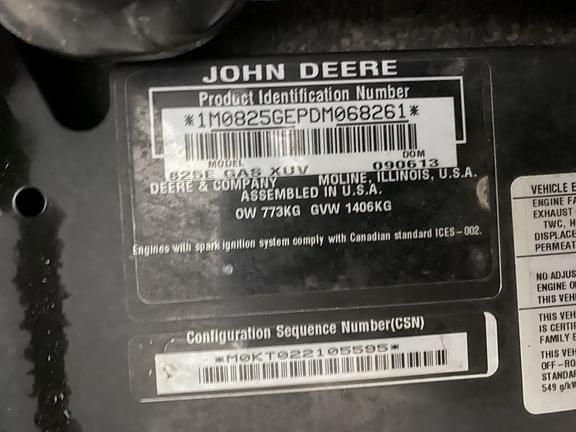 JOHN DEERE
Product Identification Number
*1M0825GEPDM068261*
MODEL DOM
825E GAS XUV 090613
DEERE & COMPANY MOLINE, ILLINOIS, U.S.A.
ASSEMBLED IN U.S.A.
OW 773KG GVW 1406KG
Engines with spark ignition system comply with Canadian standard ICES-002.
Configuration Sequence Number(CSN)
*M0KT022105595*
VEHICLE E
ENGINE FA
EXHAUST
TWC, H
DISPLACE
PERMEAT
NO ADJUS
ENGINE O
THIS VEH
THIS VEH
IS CERTIF
FAMILY E
THIS VEH
OFF-RO
STANDA
549 g/k